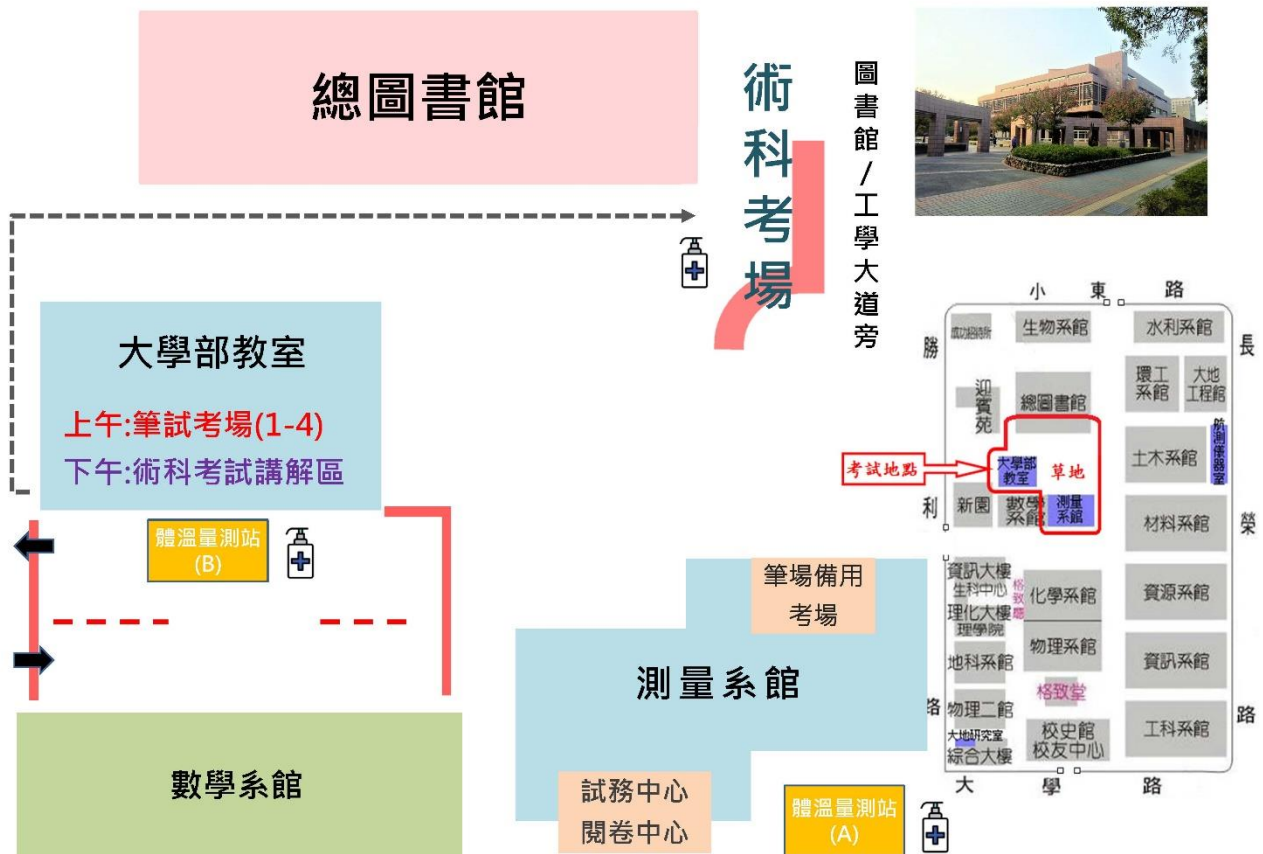 總圖書館
術科考場
圖書館/工學大道旁
大學部教室
上午:筆試考場(1-4)
下午:術科考試講解區
體溫量測站
(B)
筆場備用
考場
測量系館
試務中心
閱卷中心
體溫量測站
(A)
數學系館
小東路
勝利路
長榮路
大學路
生物系館
水利系館
迎賓苑
總圖書館
環工
系館
大地
工程館
航測儀器室
土木系館
考試地點
大學部
教室
草地
新園
數學
系館
測量
系館
材料系館
資訊大樓
生科中心
格致廳
理化大樓
理學院
化學系館
資源系館
地科系館
物理系館
資訊系館
格致堂
物理二館
大地研究室
綜合大樓
校史館
校友中心
工科系館